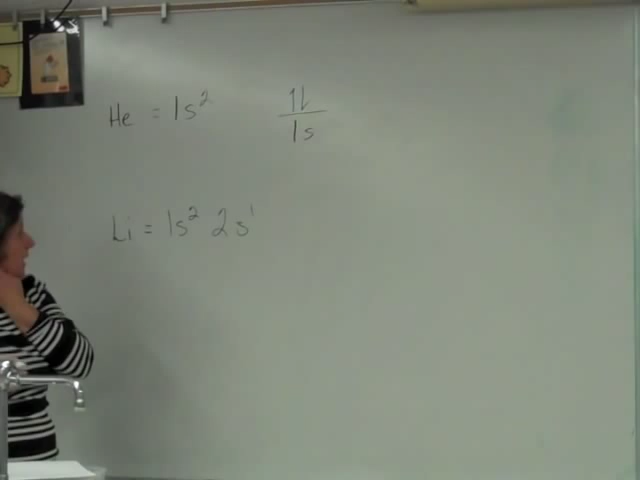 He = 1s² ↿⇂
1s
Li = 1s² 2s¹